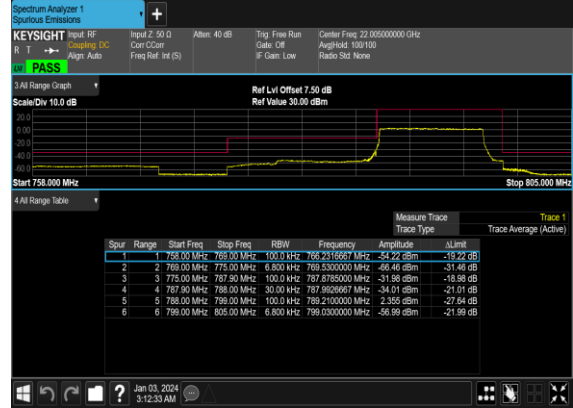 Spectrum Analyzer 1
Spurious Emissions
KEYSIGHT Input: RF Input Z: 50 Ω Atten: 40 dB Trig: Free Run Center Freq: 22.005000000 GHz
R T Coupling: DC Corr CCorr Gate: Off Avg|Hold: 100/100
Align: Auto Freq Ref: Int (S) IF Gain: Low Radio Std: None
PASS
3 All Range Graph
Ref Lvl Offset 7.50 dB
Scale/Div 10.0 dB Ref Value 30.00 dBm
20.0
0.00
-20.0
-40.0
-60.0
Start 758.000 MHz Stop 805.000 MHz
4 All Range Table
Measure Trace Trace 1
Trace Type Trace Average (Active)
Spur Range Start Freq Stop Freq RBW Frequency Amplitude ΔLimit
1 1 758.00 MHz 769.00 MHz 100.0 kHz 766.2316667 MHz -54.22 dBm -19.22 dB
2 2 769.00 MHz 775.00 MHz 6.800 kHz 769.5300000 MHz -66.46 dBm -31.46 dB
3 3 775.00 MHz 787.90 MHz 100.0 kHz 787.8785000 MHz -31.98 dBm -18.98 dB
4 4 787.90 MHz 788.00 MHz 30.00 kHz 787.9926667 MHz -34.01 dBm -21.01 dB
5 5 788.00 MHz 799.00 MHz 100.0 kHz 789.2100000 MHz 2.355 dBm -27.64 dB
6 6 799.00 MHz 805.00 MHz 6.800 kHz 799.0300000 MHz -56.99 dBm -21.99 dB
? Jan 03, 2024
3:12:33 AM